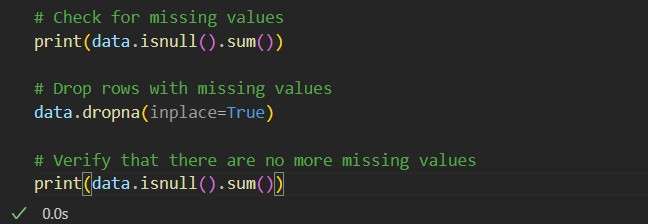 # Check for missing values
print(data.isnull().sum())
# Drop rows with missing values
data.dropna(inplace=True)
# Verify that there are no more missing values
print(data.isnull().sum())
0.0s